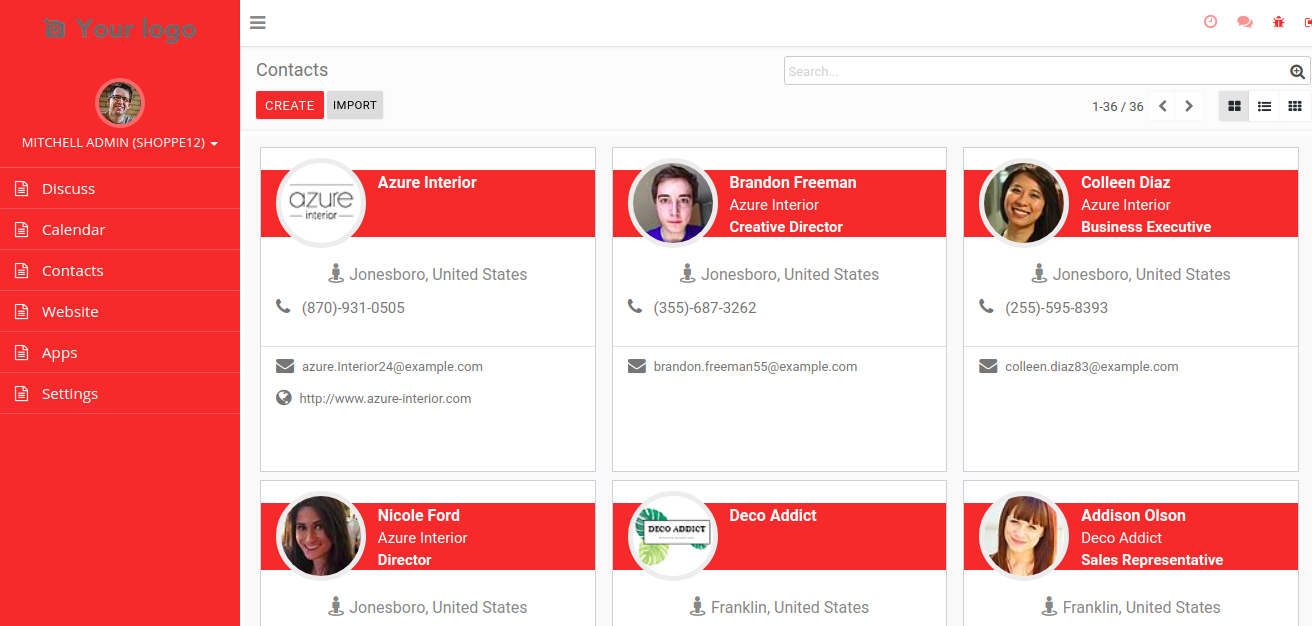 Your logo
MITCHELL ADMIN (SHOPPE12)
Discuss
Calendar
Contacts
Website
Apps
Settings
Contacts
Search...
CREATE
IMPORT
1-36 / 36
azure
interior
Azure Interior
Jonesboro, United States
(870)-931-0505
azure.Interior24@example.com
http://www.azure-interior.com
Brandon Freeman
Azure Interior
Creative Director
Jonesboro, United States
(355)-687-3262
brandon.freeman55@example.com
Colleen Diaz
Azure Interior
Business Executive
Jonesboro, United States
(255)-595-8393
colleen.diaz83@example.com
Nicole Ford
Azure Interior
Director
Jonesboro, United States
DECO ADDICT
Deco Addict
Franklin, United States
Addison Olson
Deco Addict
Sales Representative
Franklin, United States